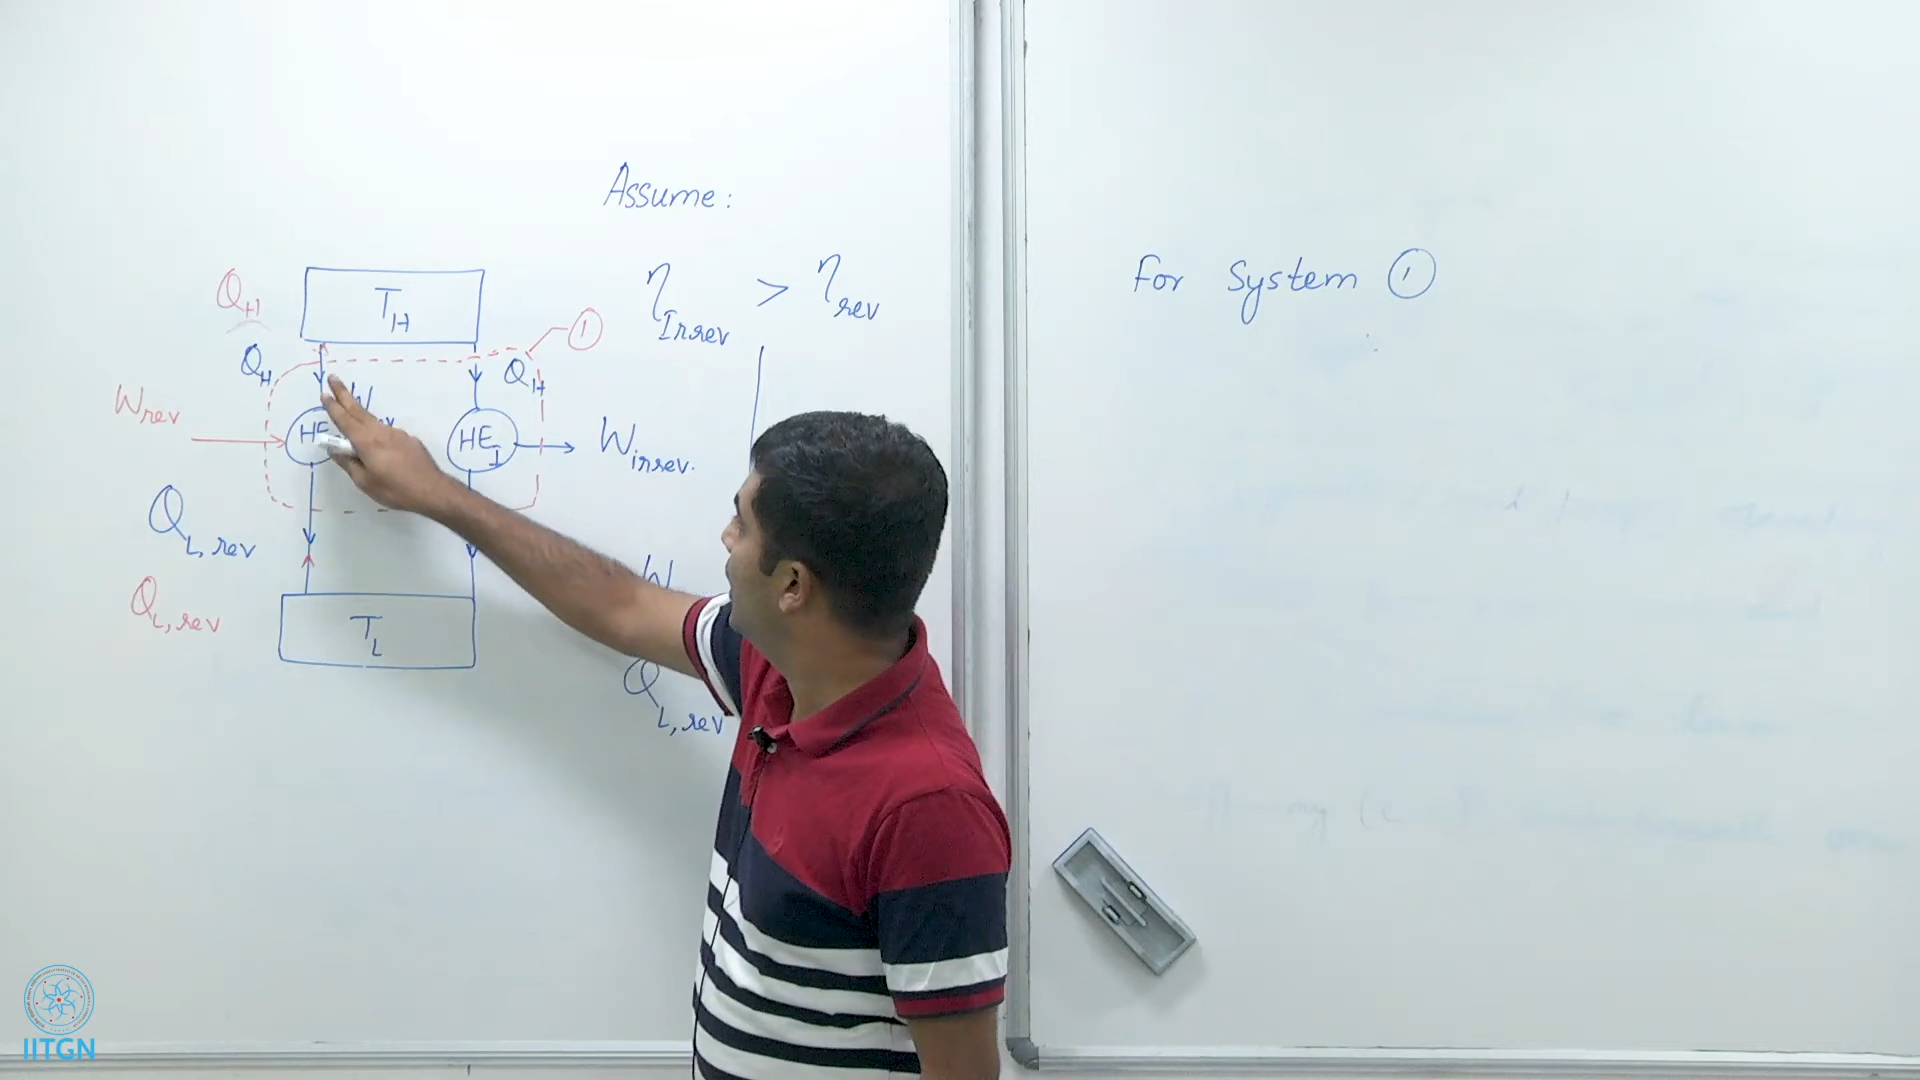 Assume:
η_Irrev > η_rev
Q_H
T_H
1
Q_H
Q_H
W_rev
W
HE
HE_I
W_irrev.
Q_L,rev
W
Q_L,rev
T_L
Q_L,rev
For System 1
IITGN